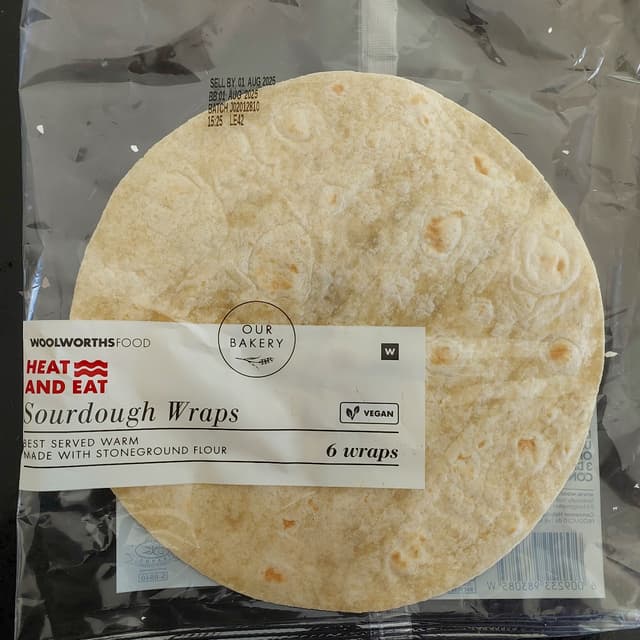 SELL BY 01 AUG 2025
BB 01 AUG 2025
BATCH J02012810
15:25 LE42
OUR
BAKERY
WOOLWORTHSFOOD
W
HEAT
AND EAT
Sourdough Wraps
VEGAN
BEST SERVED WARM
MADE WITH STONEGROUND FLOUR
6 wraps